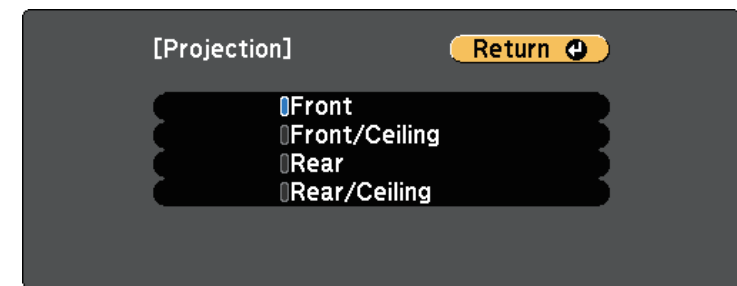 [Projection] Return
Front
Front/Ceiling
Rear
Rear/Ceiling